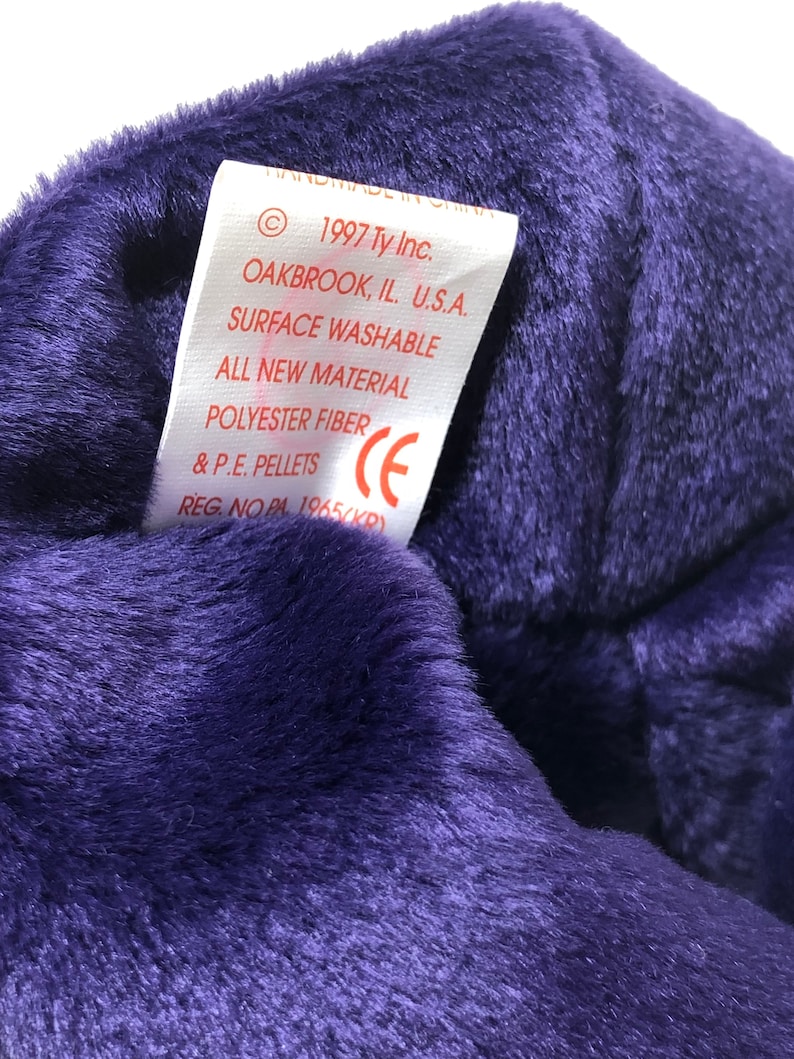 HANDMADE IN CHINA
© 1997 Ty Inc.
OAKBROOK, IL. U.S.A.
SURFACE WASHABLE
ALL NEW MATERIAL
POLYESTER FIBER
& P.E. PELLETS CE
REG. NO PA. 1965(KR)